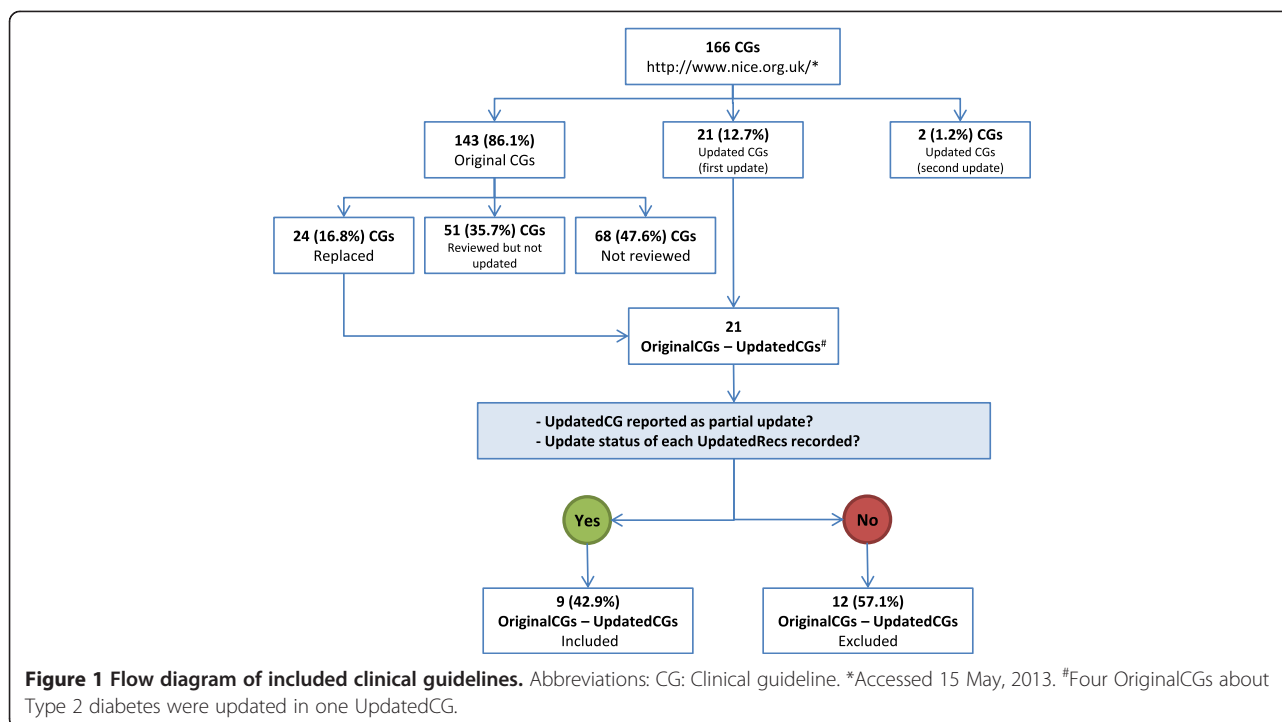 166 CGs
http://www.nice.org.uk/*
143 (86.1%)
Original CGs
21 (12.7%)
Updated CGs
(first update)
2 (1.2%) CGs
Updated CGs
(second update)
24 (16.8%) CGs
Replaced
51 (35.7%) CGs
Reviewed but not
updated
68 (47.6%) CGs
Not reviewed
21
OriginalCGs – UpdatedCGs#
- UpdatedCG reported as partial update?
- Update status of each UpdatedRecs recorded?
Yes
No
9 (42.9%)
OriginalCGs – UpdatedCGs
Included
12 (57.1%)
OriginalCGs – UpdatedCGs
Excluded
Figure 1 Flow diagram of included clinical guidelines. Abbreviations: CG: Clinical guideline. *Accessed 15 May, 2013. #Four OriginalCGs about
Type 2 diabetes were updated in one UpdatedCG.